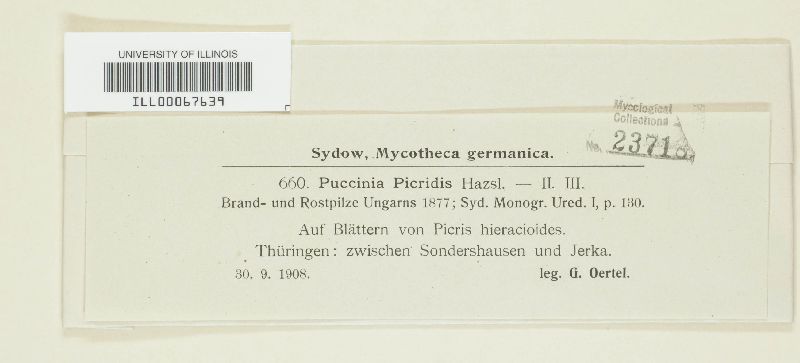 UNIVERSITY OF ILLINOIS
ILL00067639
Mycological
Collections
No. 23718
Sydow, Mycotheca germanica.
660. Puccinia Picridis Hazsl. — II. III.
Brand- und Rostpilze Ungarns 1877; Syd. Monogr. Ured. I, p. 130.
Auf Blättern von Picris hieracioides.
Thüringen: zwischen Sondershausen und Jerka.
30. 9. 1908. leg. G. Oertel.